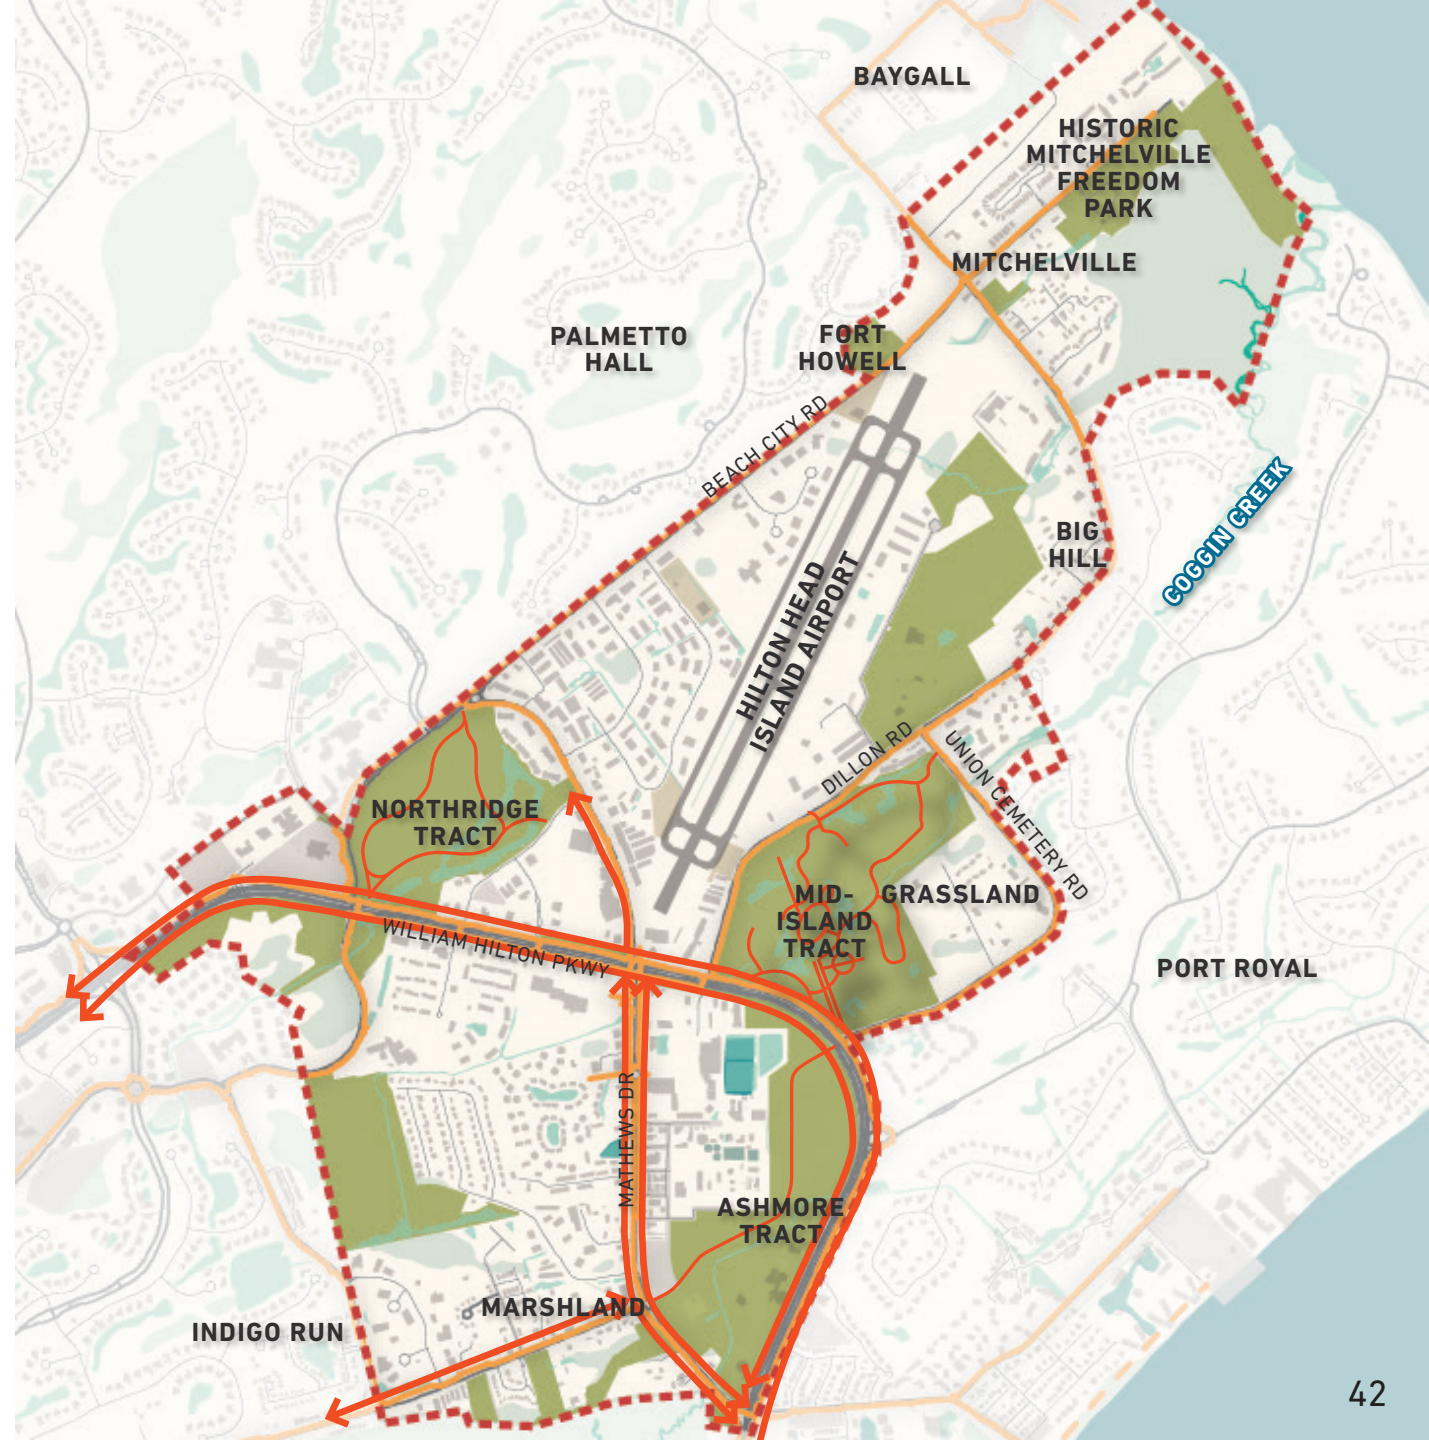 BAYGALL
HISTORIC
MITCHELVILLE
FREEDOM
PARK
MITCHELVILLE
PALMETTO
HALL
FORT
HOWELL
BEACH CITY RD
COGGIN CREEK
BIG
HILL
HILTON HEAD
ISLAND AIRPORT
DILLON RD
UNION CEMETERY RD
NORTHRIDGE
TRACT
MID-
ISLAND
TRACT
GRASSLAND
WILLIAM HILTON PKWY
PORT ROYAL
MATHEWS DR
ASHMORE
TRACT
MARSHLAND
INDIGO RUN
42